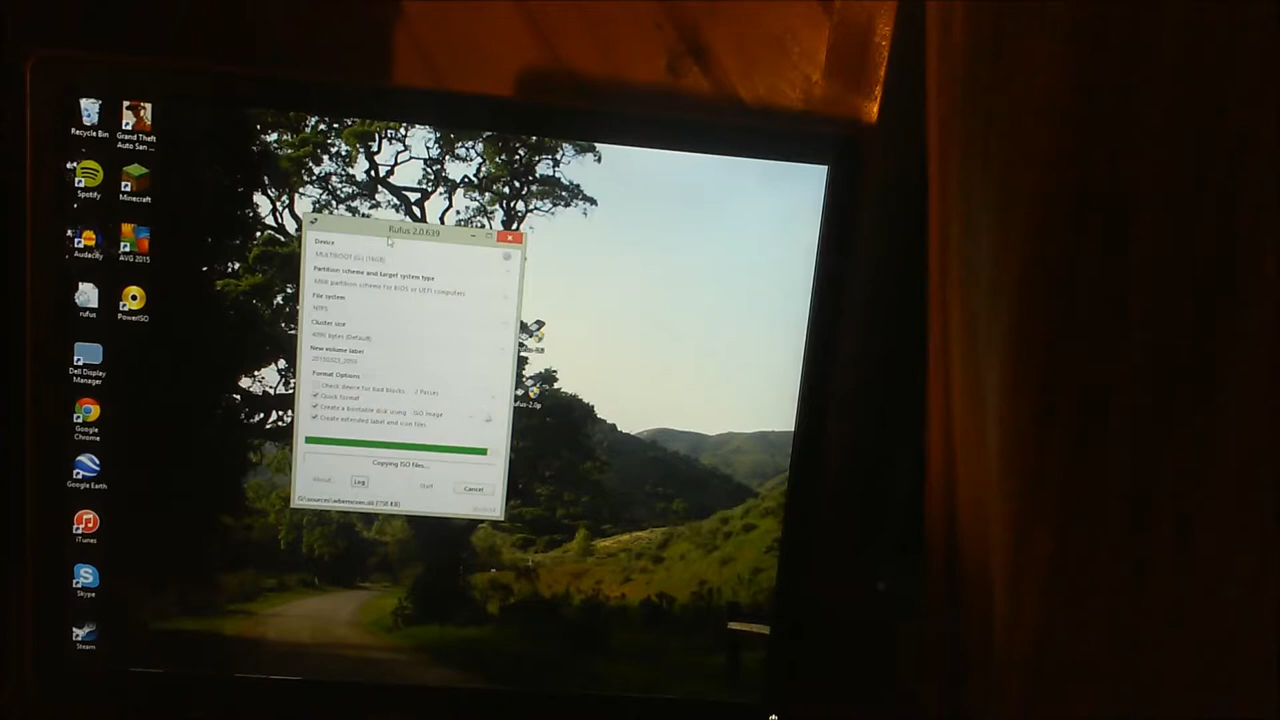 Recycle Bin
Grand Theft
Auto San ...
Spotify
Minecraft
Audacity
AVG 2015
rufus
PowerISO
Dell Display
Manager
Google
Chrome
Google Earth
iTunes
Skype
Steam
Rufus 2.0.639
Device
MULTIBOOT (G:) (16GB)
Partition scheme and target system type
MBR partition scheme for BIOS or UEFI computers
File system
NTFS
Cluster size
4096 bytes (Default)
New volume label
Format Options
Check device for bad blocks
2 Passes
Quick format
Create a bootable disk using
ISO Image
Create extended label and icon files
Copying ISO files...
About...
Log
Start
Cancel
rufus-2.0p